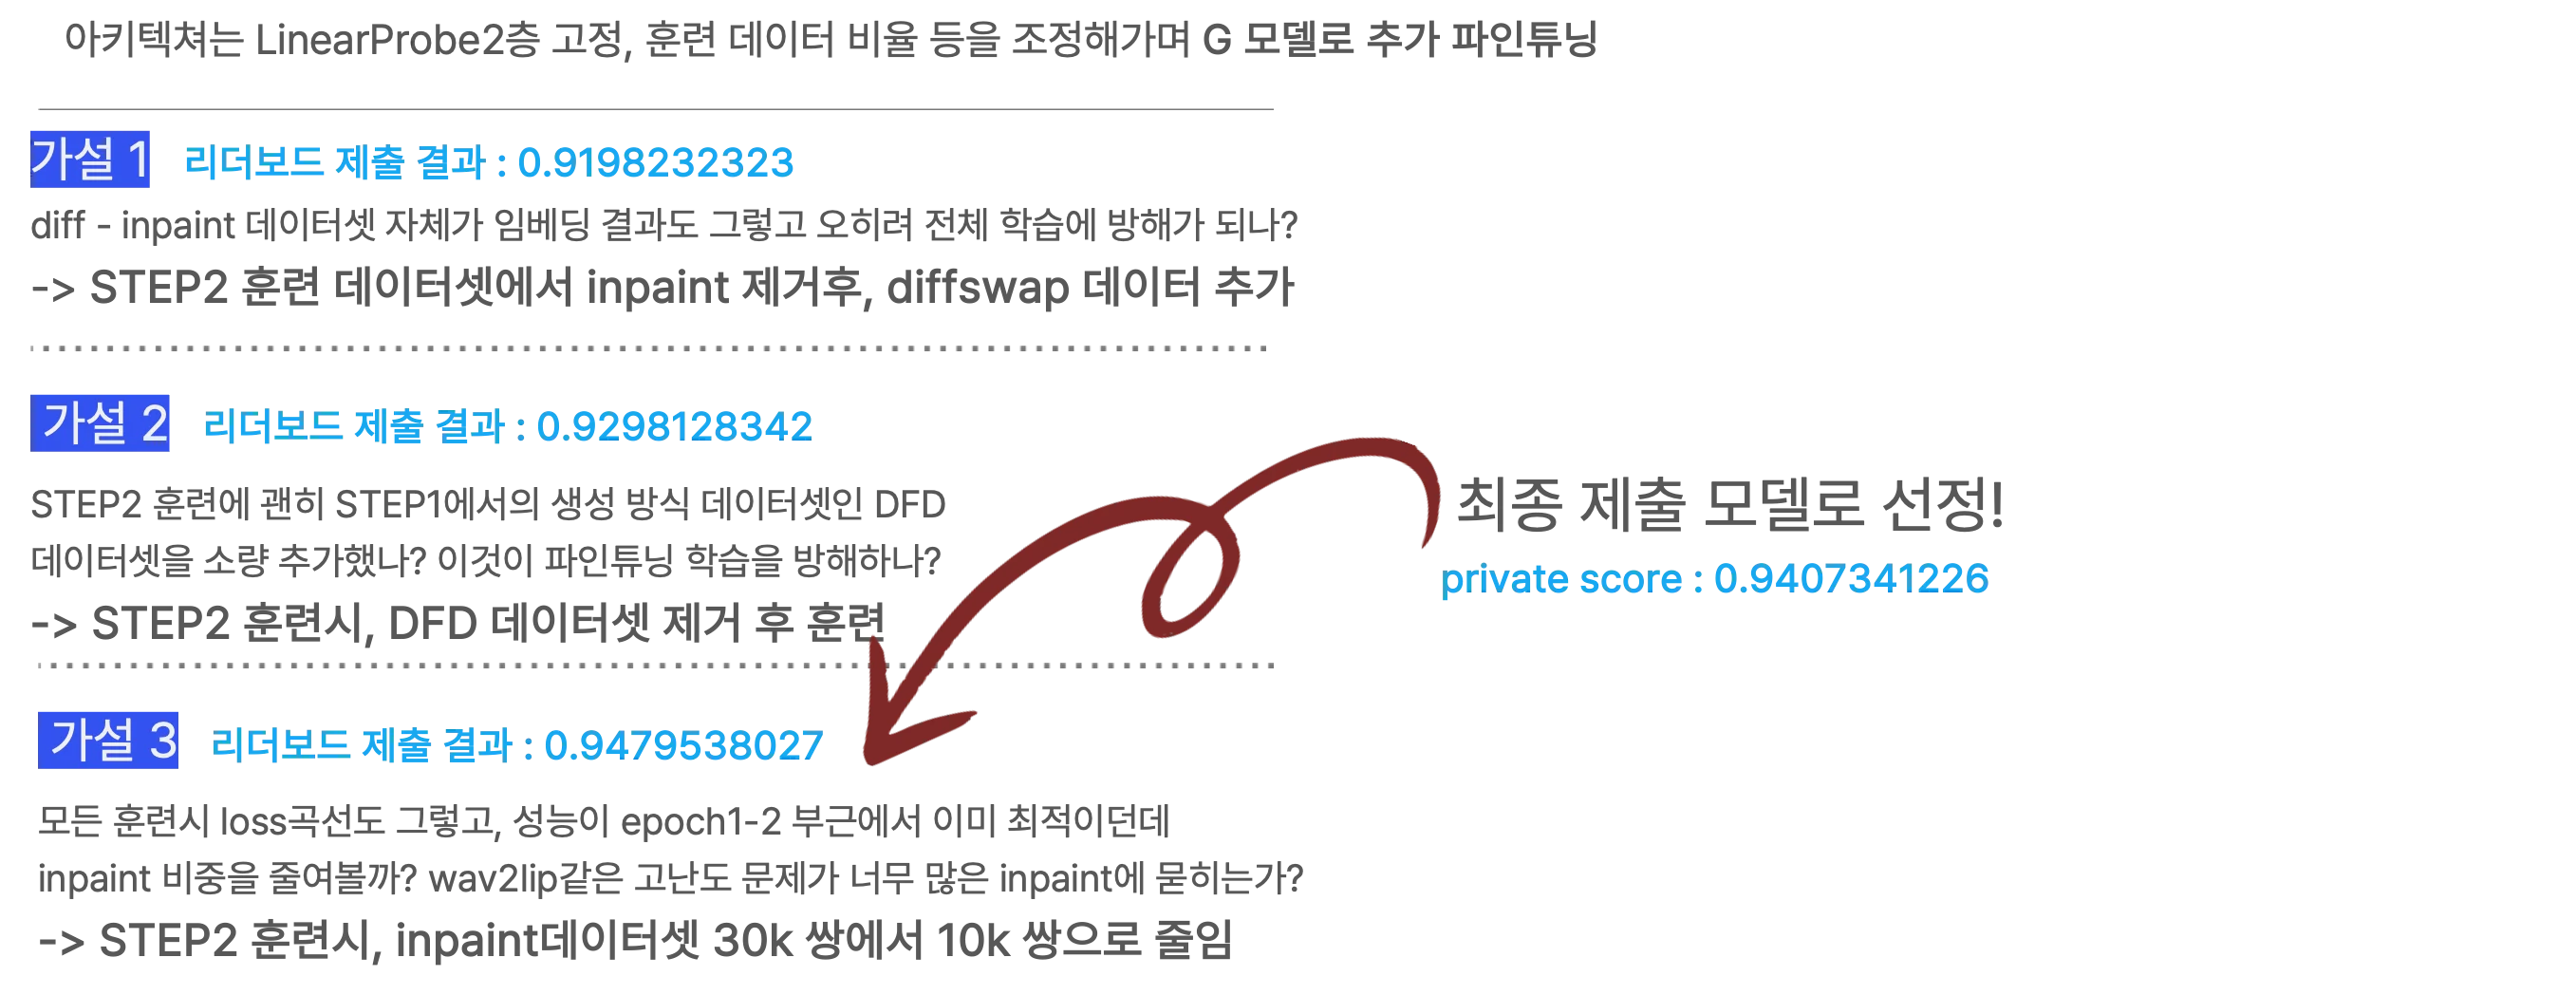 아키텍쳐는 LinearProbe2층 고정, 훈련 데이터 비율 등을 조정해가며 G 모델로 추가 파인튜닝
가설 1 리더보드 제출 결과 : 0.9198232323
diff - inpaint 데이터셋 자체가 임베딩 결과도 그렇고 오히려 전체 학습에 방해가 되나?
-> STEP2 훈련 데이터셋에서 inpaint 제거후, diffswap 데이터 추가
가설 2 리더보드 제출 결과 : 0.9298128342
STEP2 훈련에 괜히 STEP1에서의 생성 방식 데이터셋인 DFD
데이터셋을 소량 추가했나? 이것이 파인튜닝 학습을 방해하나?
-> STEP2 훈련시, DFD 데이터셋 제거 후 훈련
최종 제출 모델로 선정!
private score : 0.9407341226
가설 3 리더보드 제출 결과 : 0.9479538027
모든 훈련시 loss곡선도 그렇고, 성능이 epoch1-2 부근에서 이미 최적이던데
inpaint 비중을 줄여볼까? wav2lip같은 고난도 문제가 너무 많은 inpaint에 묻히는가?
-> STEP2 훈련시, inpaint데이터셋 30k 쌍에서 10k 쌍으로 줄임